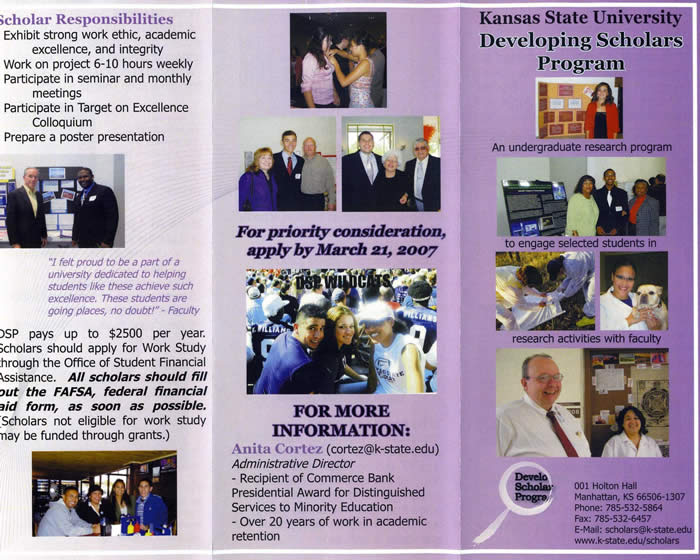 Scholar Responsibilities
Exhibit strong work ethic, academic
excellence, and integrity
Work on project 6-10 hours weekly
Participate in seminar and monthly
meetings
Participate in Target on Excellence
Colloquium
Prepare a poster presentation
"I felt proud to be a part of a
university dedicated to helping
students like these achieve such
excellence. These students are
going places, no doubt!" - Faculty
DSP pays up to $2500 per year.
Scholars should apply for Work Study
through the Office of Student Financial
Assistance. All scholars should fill
out the FAFSA, federal financial
aid form, as soon as possible.
(Scholars not eligible for work study
may be funded through grants.)
For priority consideration,
apply by March 21, 2007
DSP WILDCATS
WILLIAMS
FOR MORE
INFORMATION:
Anita Cortez (cortez@k-state.edu)
Administrative Director
- Recipient of Commerce Bank
Presidential Award for Distinguished
Services to Minority Education
- Over 20 years of work in academic
retention
Kansas State University
Developing Scholars
Program
An undergraduate research program
to engage selected students in
research activities with faculty
Develo
Scholar
Progra
001 Holton Hall
Manhattan, KS 66506-1307
Phone: 785-532-5864
Fax: 785-532-6457
E-Mail: scholars@k-state.edu
www.k-state.edu/scholars